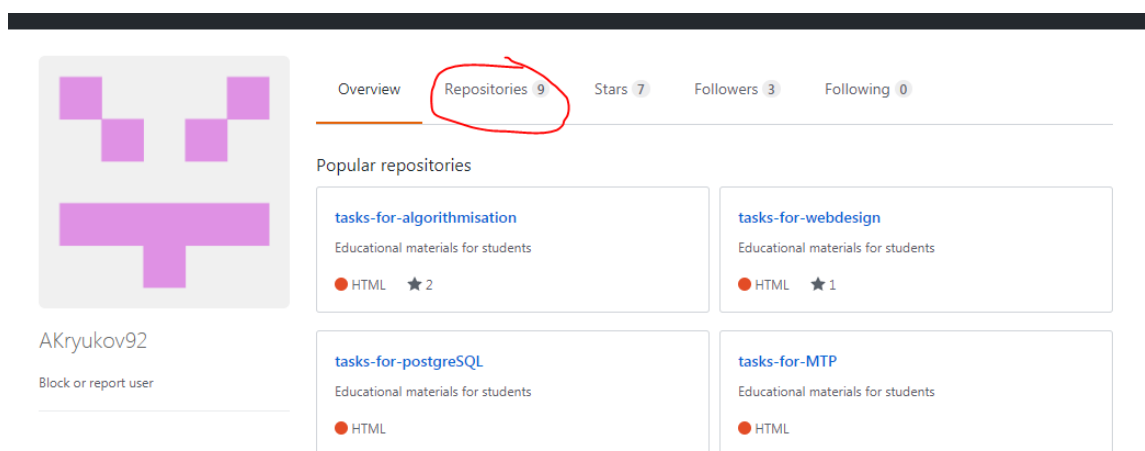 Overview Repositories 9 Stars 7 Followers 3 Following 0
Popular repositories
tasks-for-algorithmisation
Educational materials for students
HTML 2
tasks-for-webdesign
Educational materials for students
HTML 1
AKryukov92
Block or report user
tasks-for-postgreSQL
Educational materials for students
HTML
tasks-for-MTP
Educational materials for students
HTML